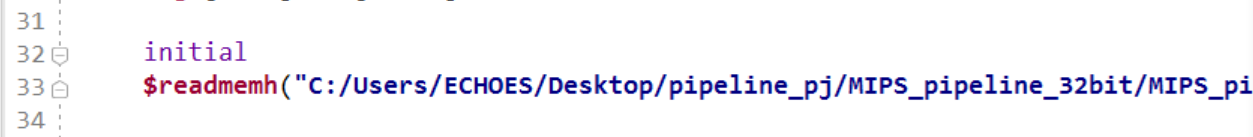 31
32 initial
33 $readmemh("C:/Users/ECHOES/Desktop/pipeline_pj/MIPS_pipeline_32bit/MIPS_pi
34